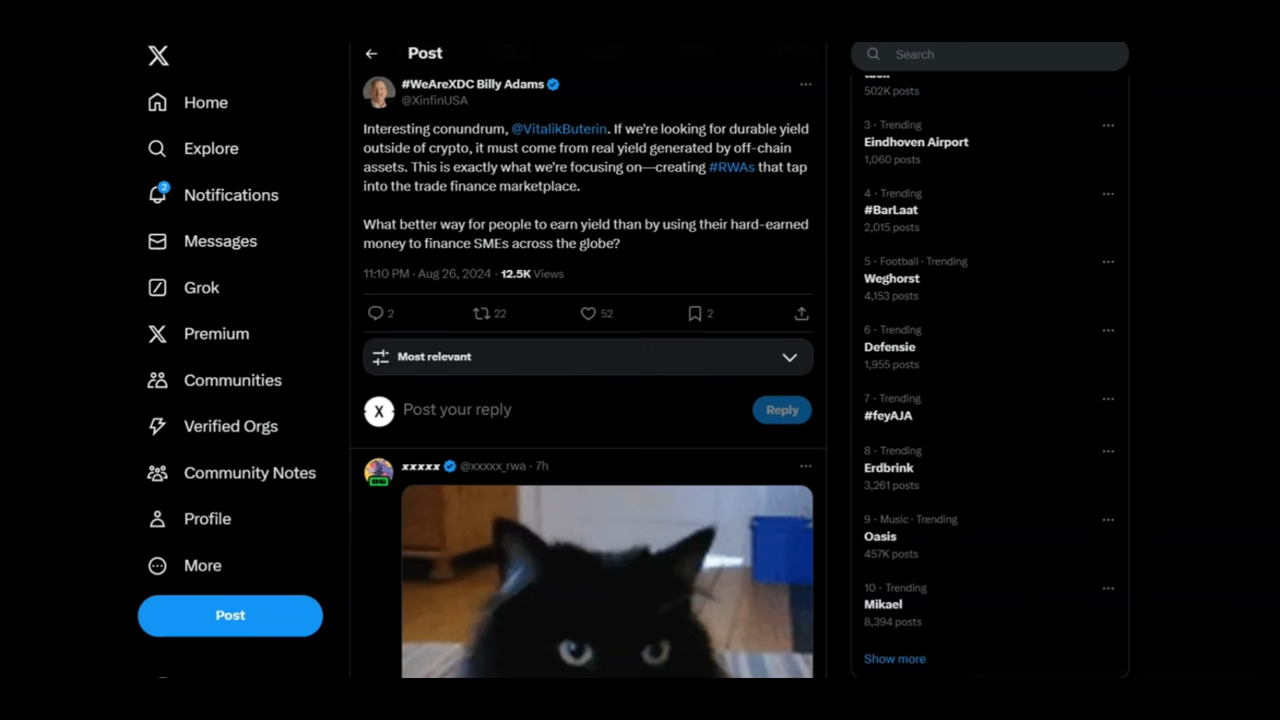 Home
Explore
2
Notifications
Messages
Grok
Premium
Communities
Verified Orgs
Community Notes
Profile
More
Post
Post
#WeAreXDC Billy Adams
@XinfinUSA
Interesting conundrum, @VitalikButerin. If we're looking for durable yield
outside of crypto, it must come from real yield generated by off-chain
assets. This is exactly what we're focusing on—creating #RWAs that tap
into the trade finance marketplace.
What better way for people to earn yield than by using their hard-earned
money to finance SMEs across the globe?
11:10 PM · Aug 26, 2024 · 12.5K Views
2 22 52 2
Most relevant
X
Post your reply
Reply
xxxxx @xxxxx_rwa · 7h
Search
502K posts
3 · Trending
Eindhoven Airport
1,060 posts
4 · Trending
#BarLaat
2,015 posts
5 · Football · Trending
Weghorst
4,153 posts
6 · Trending
Defensie
1,955 posts
7 · Trending
#feyAJA
8 · Trending
Erdbrink
3,261 posts
9 · Music · Trending
Oasis
457K posts
10 · Trending
Mikael
8,394 posts
Show more